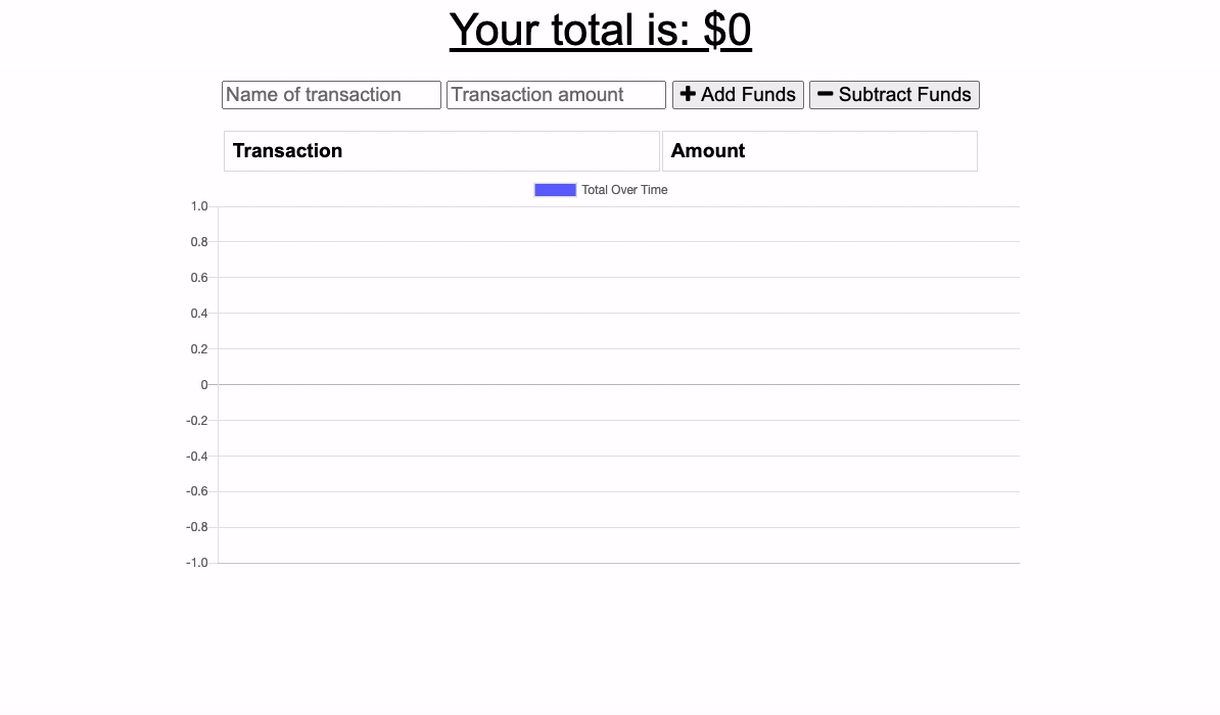 Your total is: $0
Name of transaction Transaction amount Add Funds Subtract Funds
Transaction Amount
Total Over Time
1.0
0.8
0.6
0.4
0.2
0
-0.2
-0.4
-0.6
-0.8
-1.0